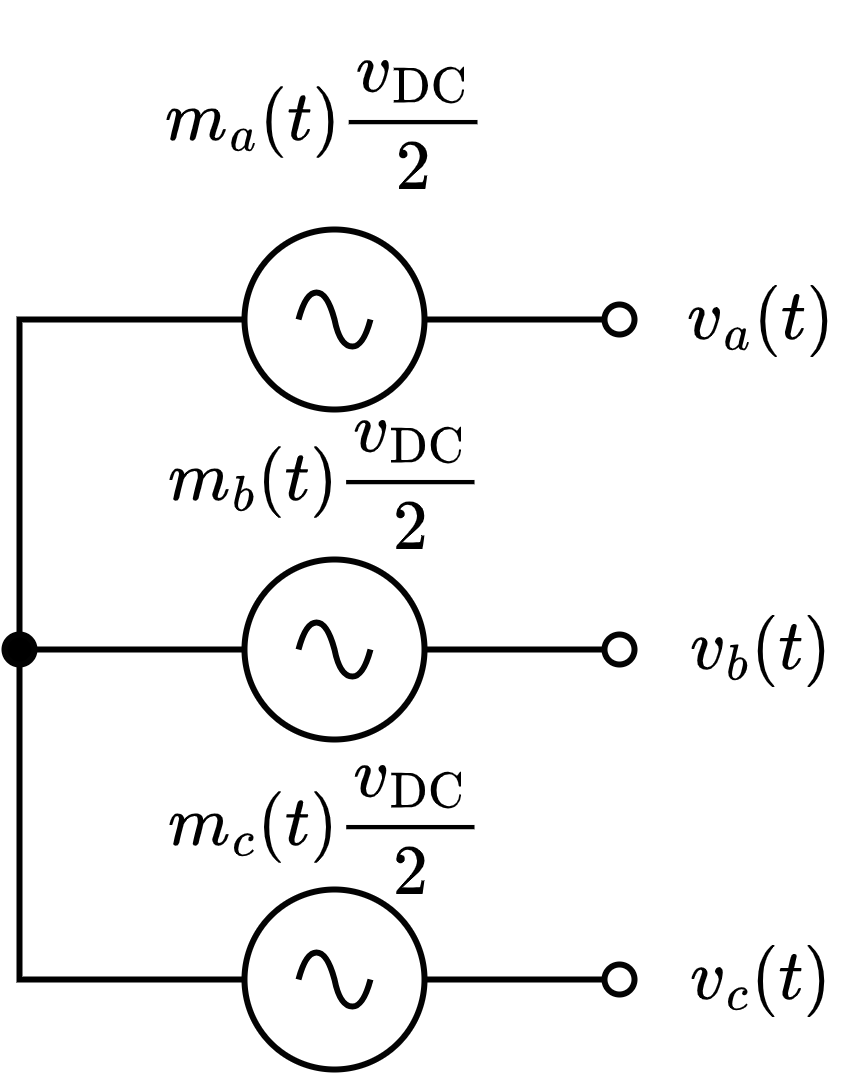 m_a(t) v_DC/2
v_a(t)
m_b(t) v_DC/2
v_b(t)
m_c(t) v_DC/2
v_c(t)